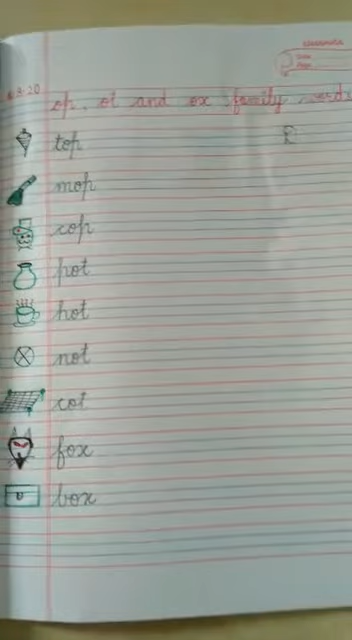 op, ot and ox family words
top
mop
cop
pot
hot
not
cot
fox
box